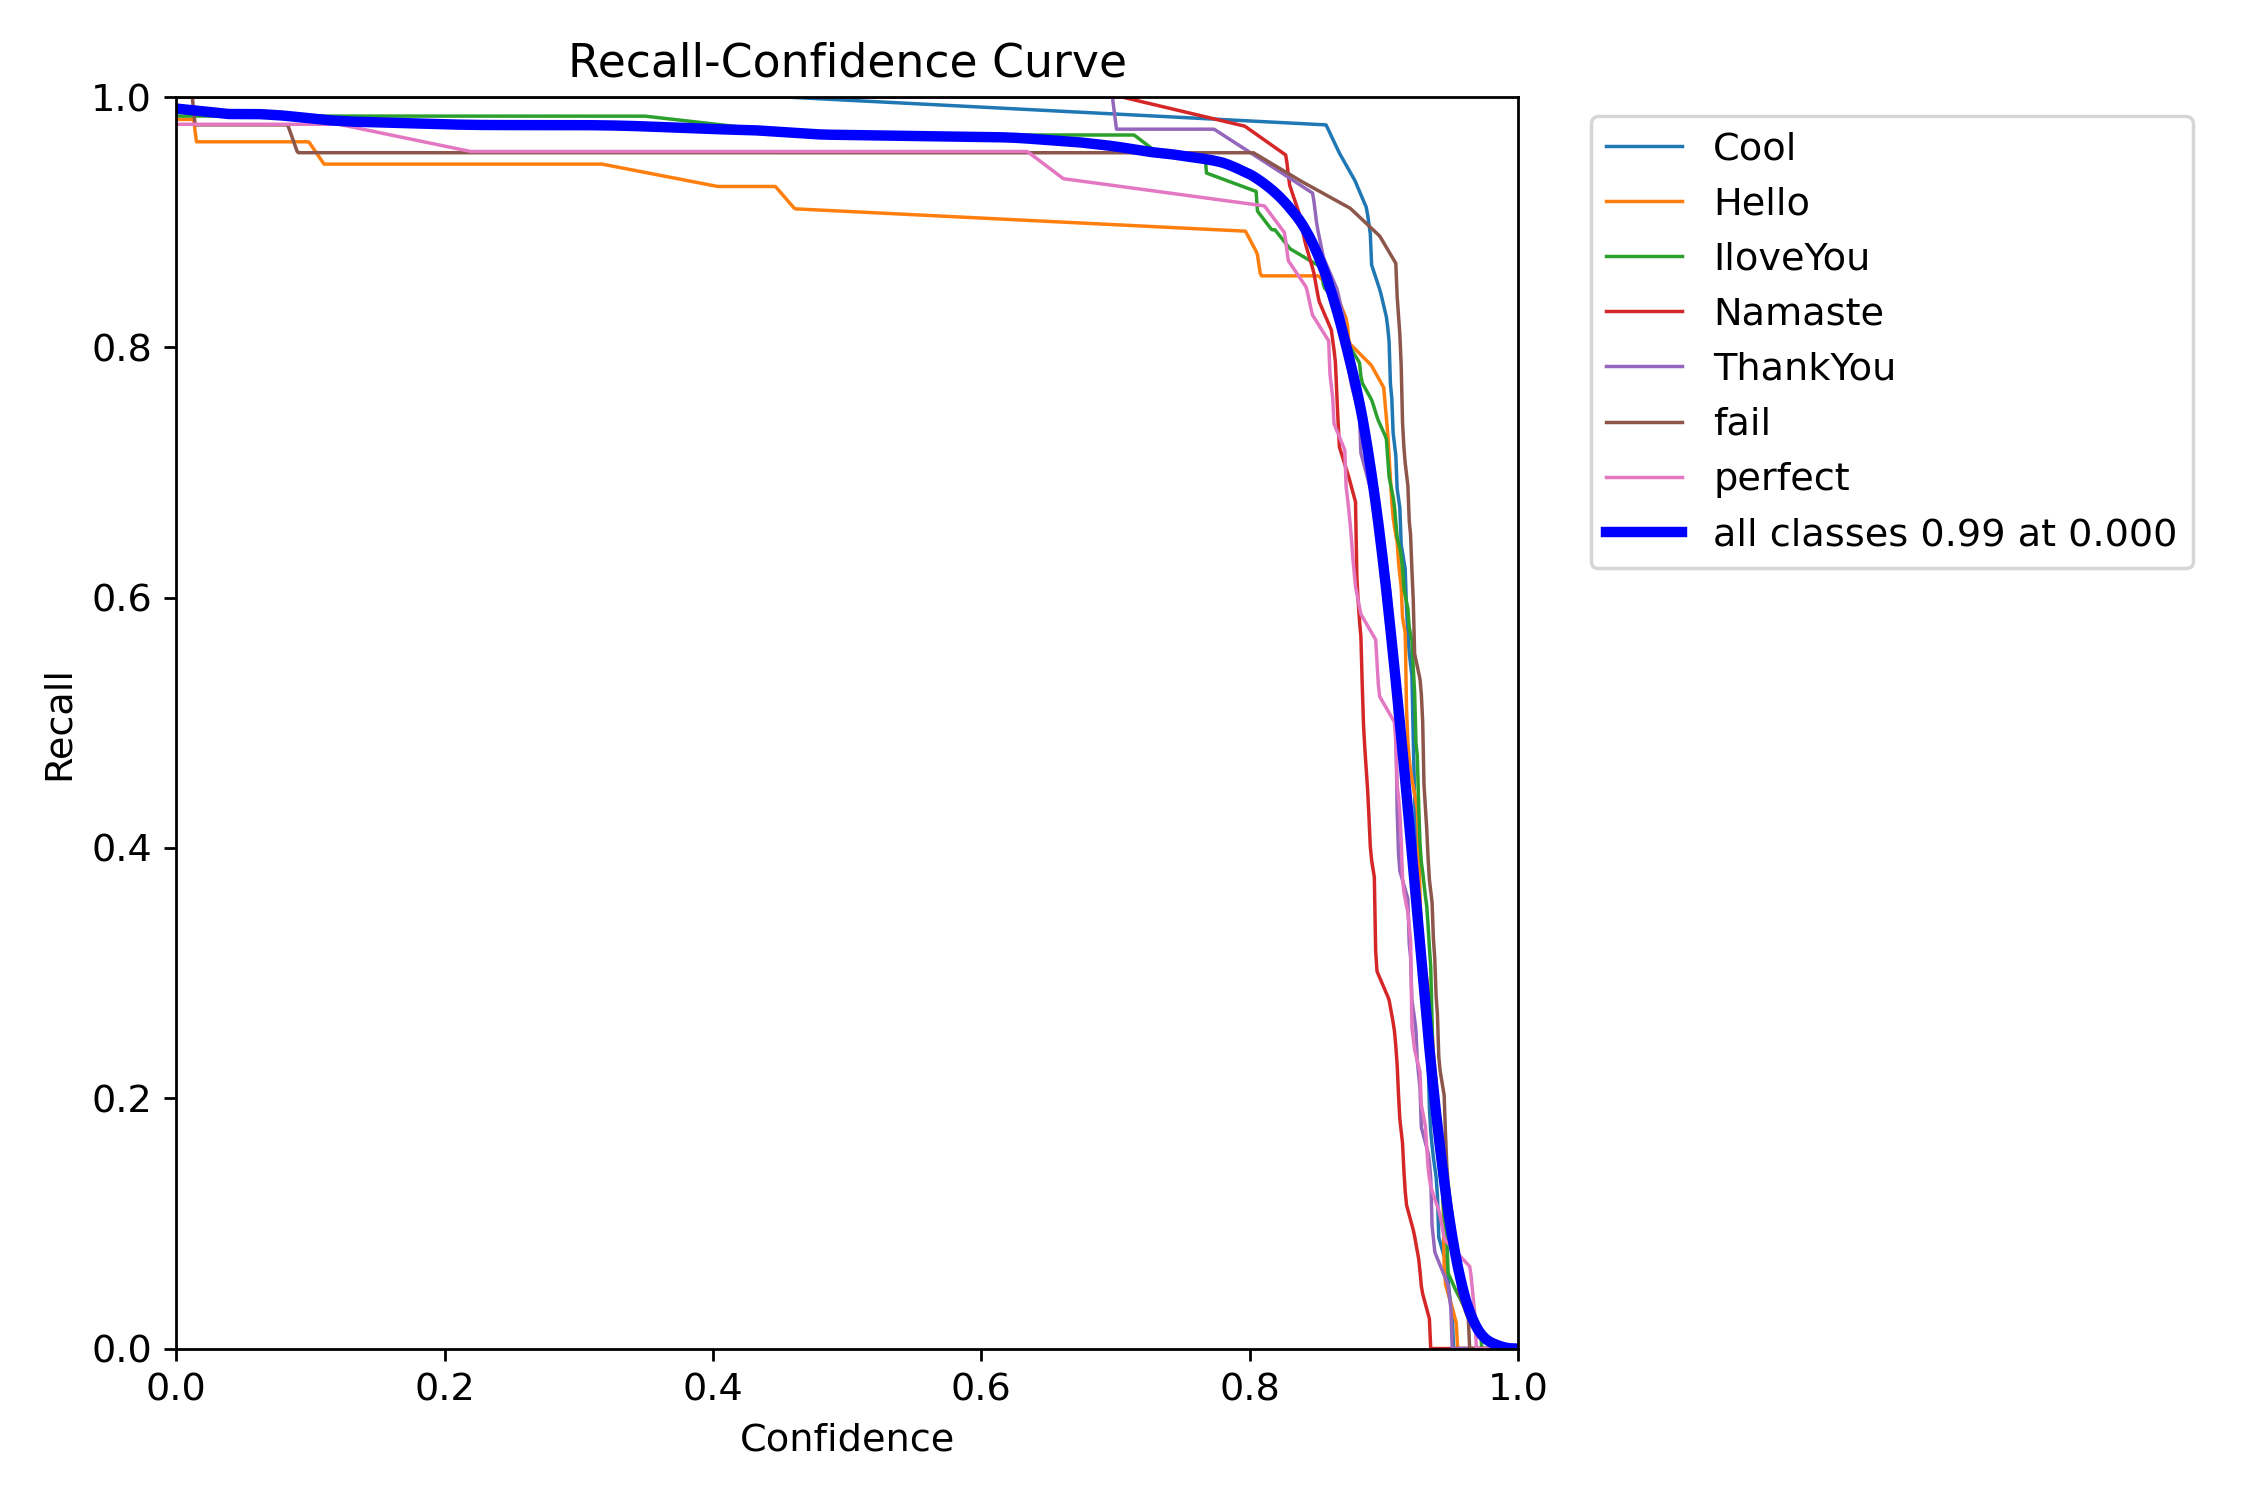 Recall-Confidence Curve
1.0
0.8
0.6
0.4
0.2
0.0
Recall
0.0 0.2 0.4 0.6 0.8 1.0
Confidence
Cool
Hello
IloveYou
Namaste
ThankYou
fail
perfect
all classes 0.99 at 0.000